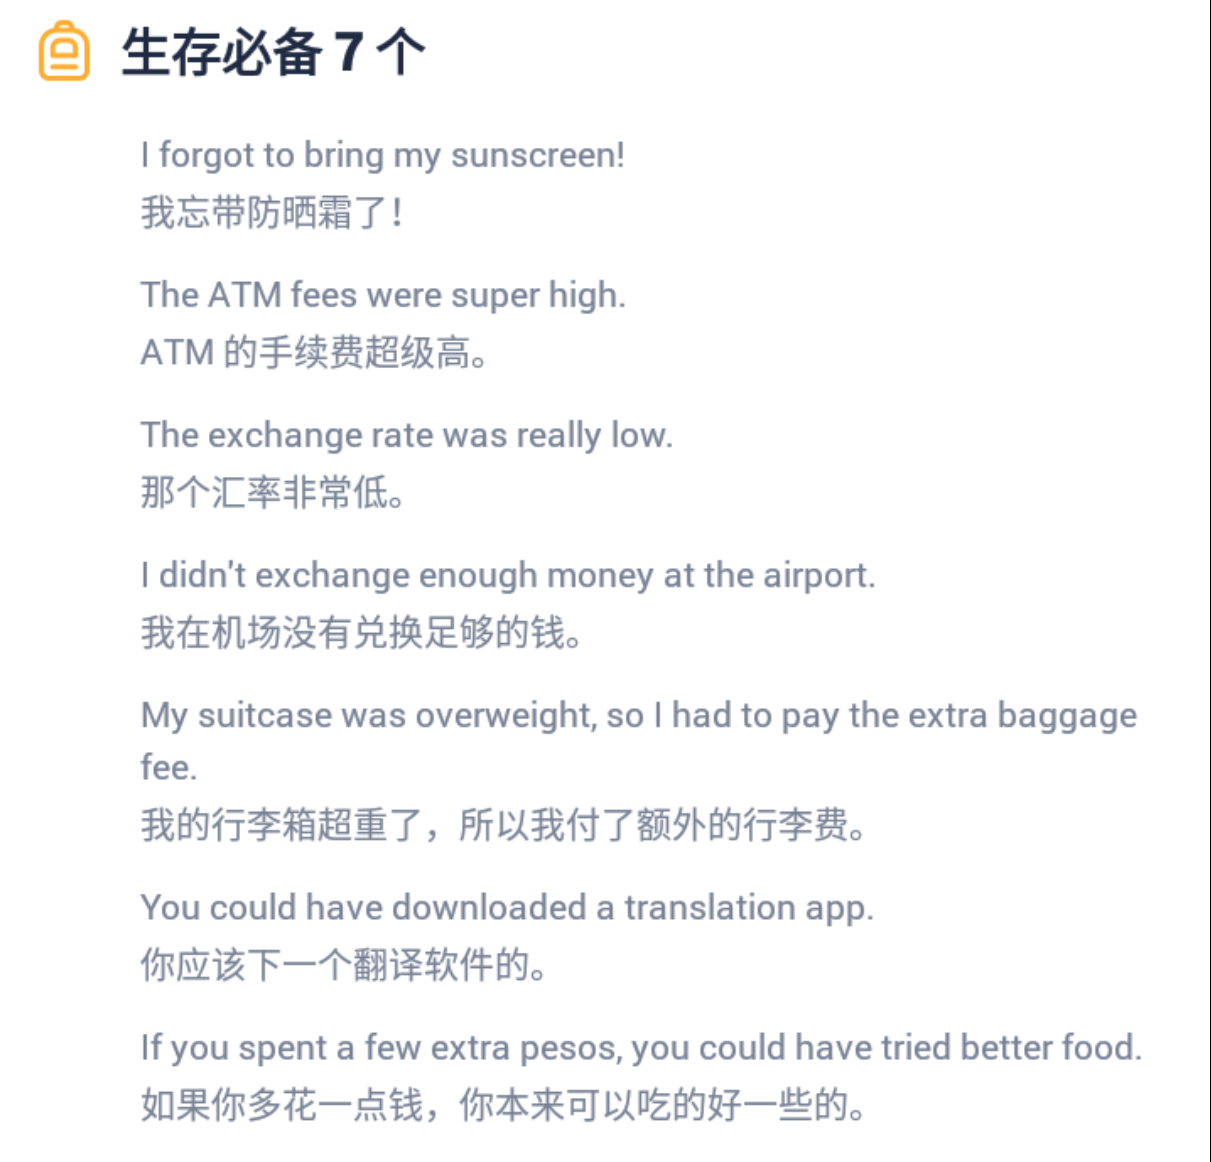 生存必备 7 个
I forgot to bring my sunscreen!
我忘带防晒霜了！
The ATM fees were super high.
ATM 的手续费超级高。
The exchange rate was really low.
那个汇率非常低。
I didn't exchange enough money at the airport.
我在机场没有兑换足够的钱。
My suitcase was overweight, so I had to pay the extra baggage
fee.
我的行李箱超重了，所以我付了额外的行李费。
You could have downloaded a translation app.
你应该下一个翻译软件的。
If you spent a few extra pesos, you could have tried better food.
如果你多花一点钱，你本来可以吃的好一些的。